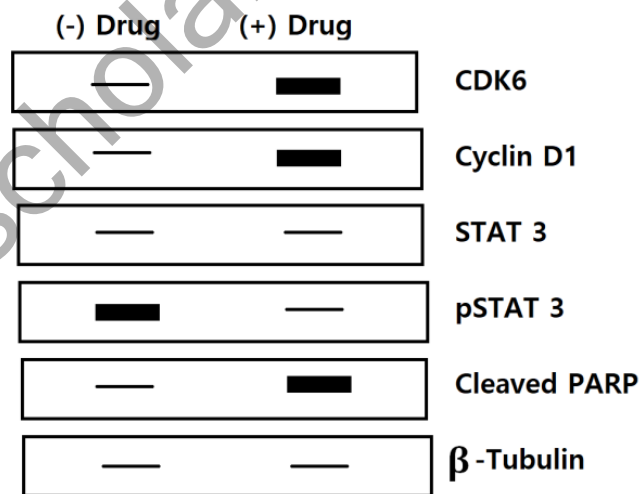 (-) Drug (+) Drug
CDK6
Cyclin D1
STAT 3
pSTAT 3
Cleaved PARP
β-Tubulin